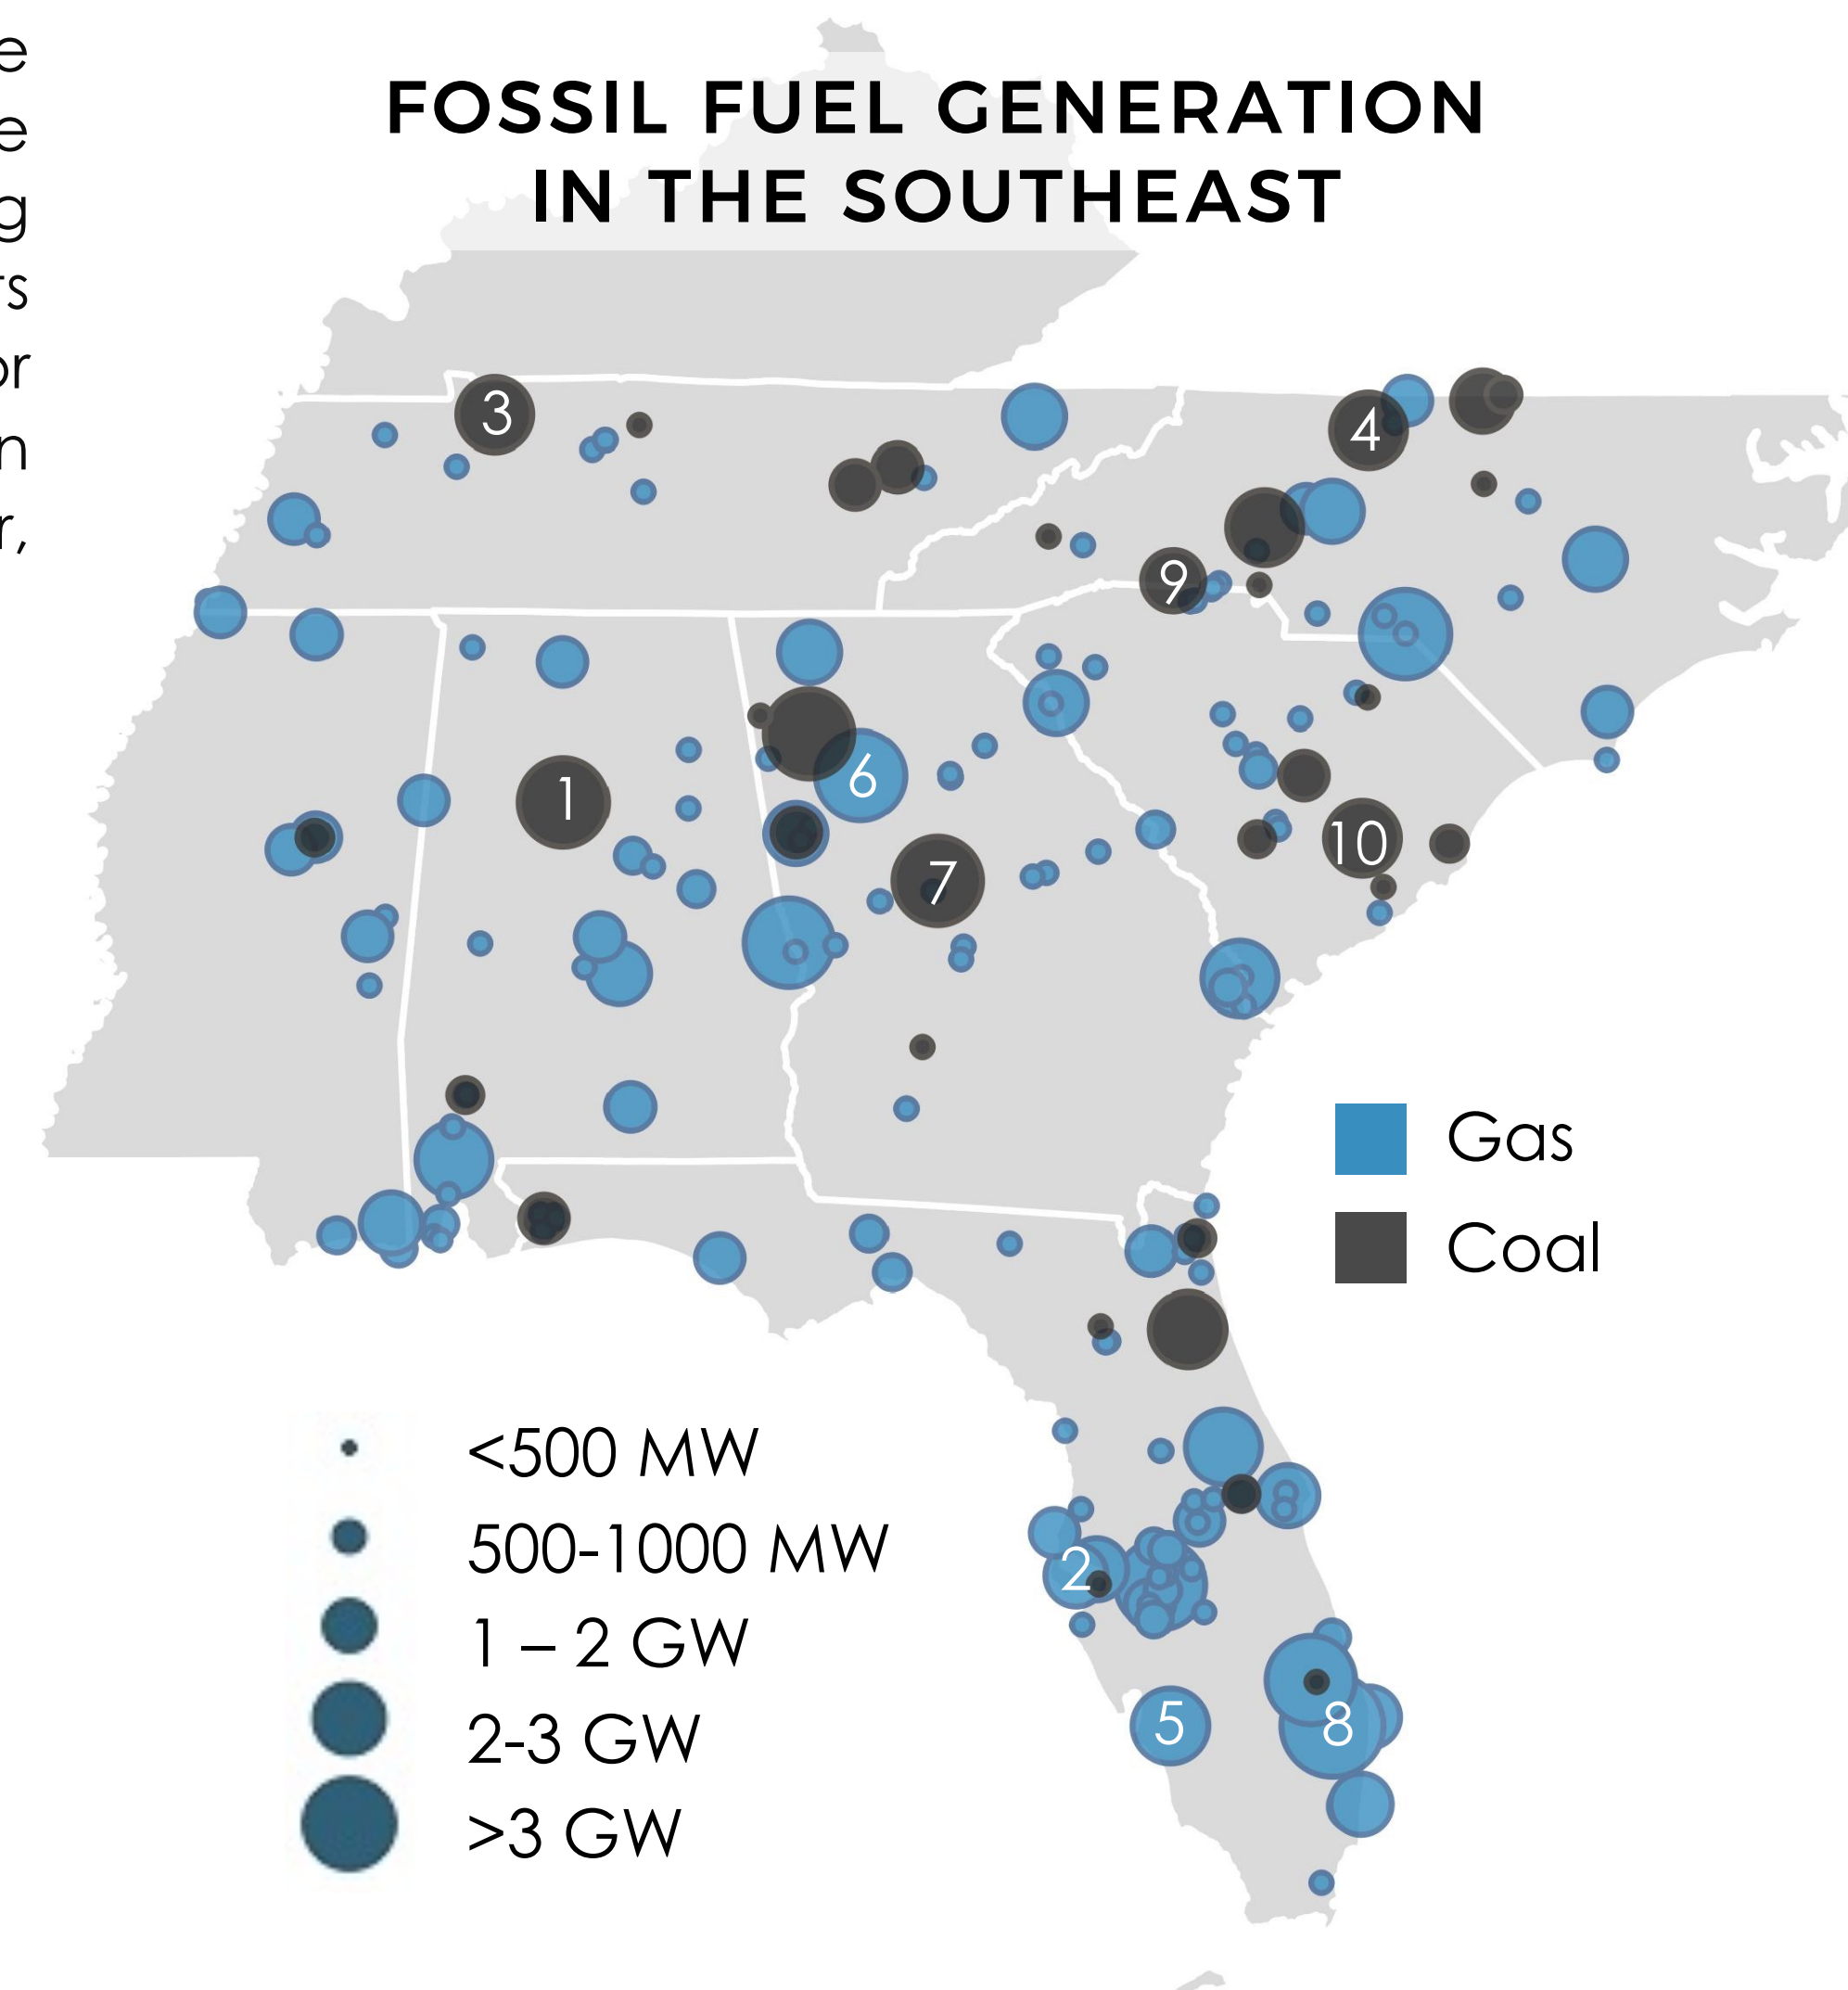 FOSSIL FUEL GENERATION
IN THE SOUTHEAST
e
e
g
s
or
n
r,
3
4
9
6
1
7
10
Gas
Coal
<500 MW
500-1000 MW
1 – 2 GW
2-3 GW
>3 GW
2
5
8